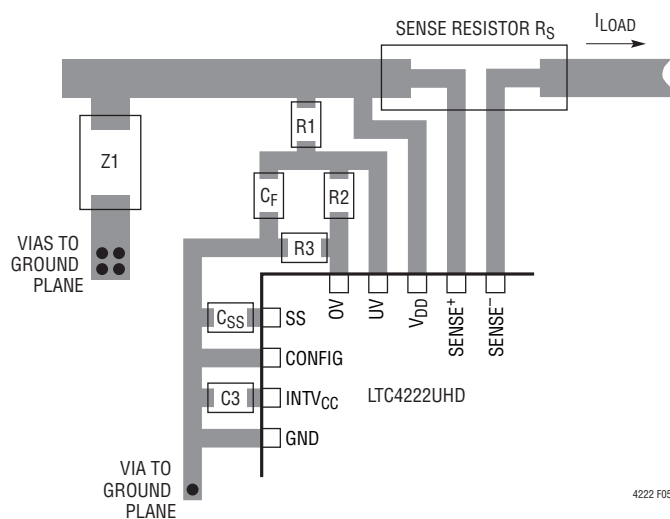 SENSE RESISTOR RS
ILOAD
R1
Z1
CF
R2
R3
VIAS TO
GROUND
PLANE
OV
UV
VDD
SENSE+
SENSE−
CSS
SS
CONFIG
C3
INTVCC
LTC4222UHD
GND
VIA TO
GROUND
PLANE
4222 F05